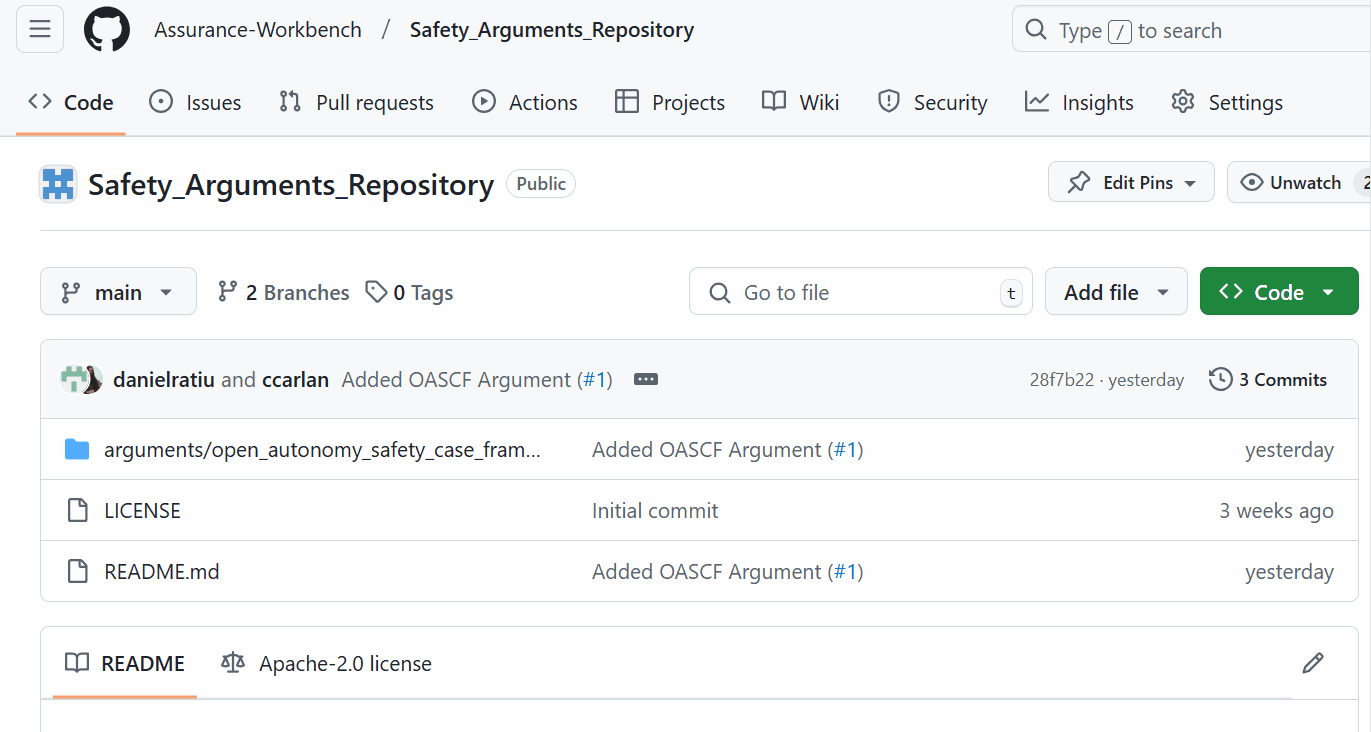 Assurance-Workbench / Safety_Arguments_Repository Type / to search
Code Issues Pull requests Actions Projects Wiki Security Insights Settings
Safety_Arguments_Repository Public Edit Pins Unwatch 2
main 2 Branches 0 Tags Go to file t Add file Code
danielratiu and ccarlan Added OASCF Argument (#1) 28f7b22 · yesterday 3 Commits
arguments/open_autonomy_safety_case_fram... Added OASCF Argument (#1) yesterday
LICENSE Initial commit 3 weeks ago
README.md Added OASCF Argument (#1) yesterday
README Apache-2.0 license